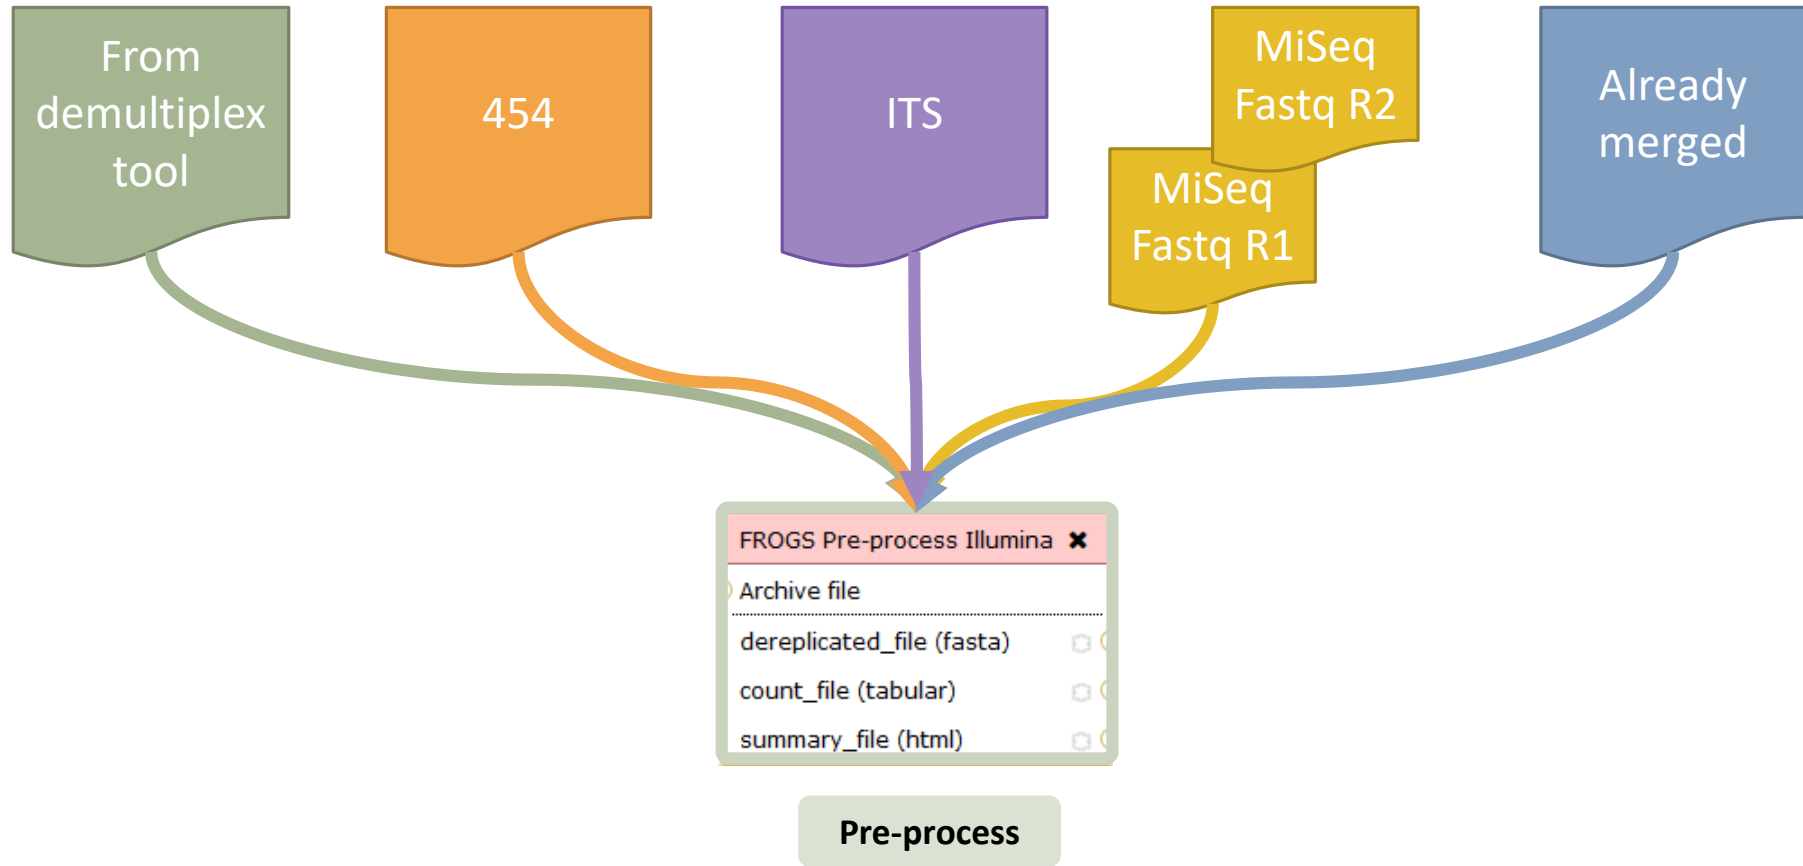 From
demultiplex
tool
454
ITS
MiSeq
Fastq R2
MiSeq
Fastq R1
Already
merged
FROGS Pre-process Illumina ✖
Archive file
dereplicated_file (fasta)
count_file (tabular)
summary_file (html)
Pre-process